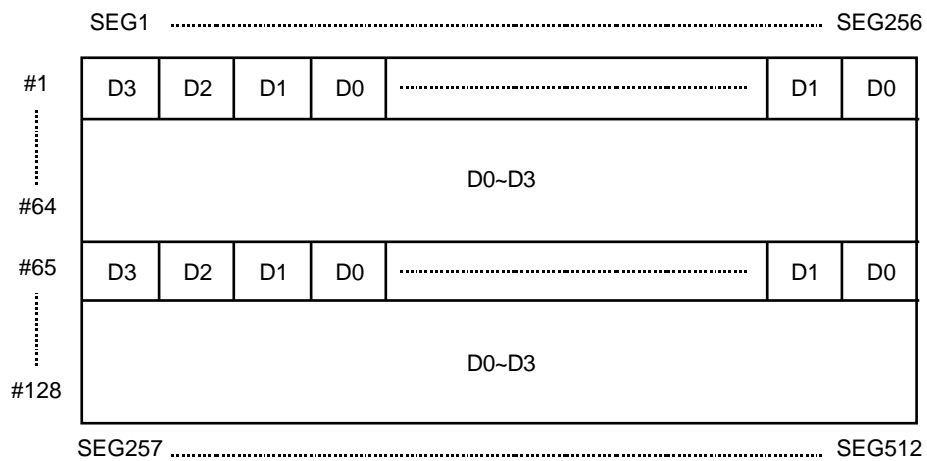 SEG1 SEG256
#1 D3 D2 D1 D0 D1 D0
D0~D3
#64
#65 D3 D2 D1 D0 D1 D0
D0~D3
#128
SEG257 SEG512